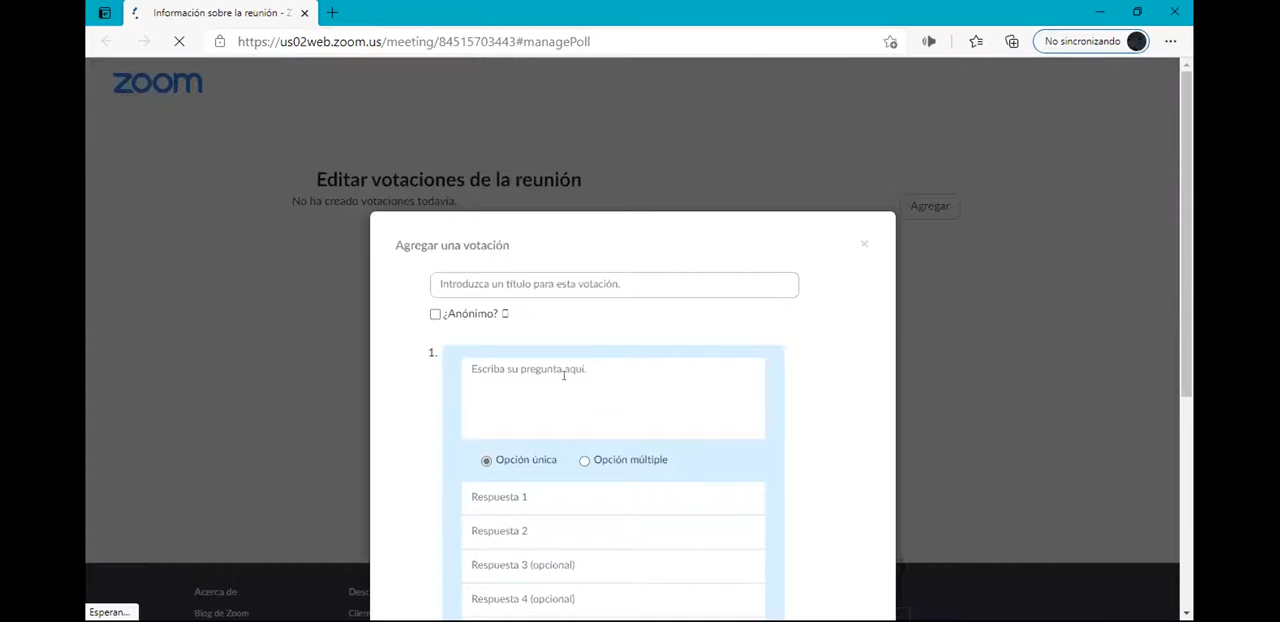 Información sobre la reunión - Z
https://us02web.zoom.us/meeting/84515703443#managePoll
No sincronizando
zoom
Editar votaciones de la reunión
No ha creado votaciones todavía.
Agregar
Agregar una votación
Introduzca un título para esta votación.
¿Anónimo?
1.
Escriba su pregunta aquí.
Opción única
Opción múltiple
Respuesta 1
Respuesta 2
Respuesta 3 (opcional)
Respuesta 4 (opcional)
Acerca de
Desc
Blog de Zoom
Clien
Esperan...